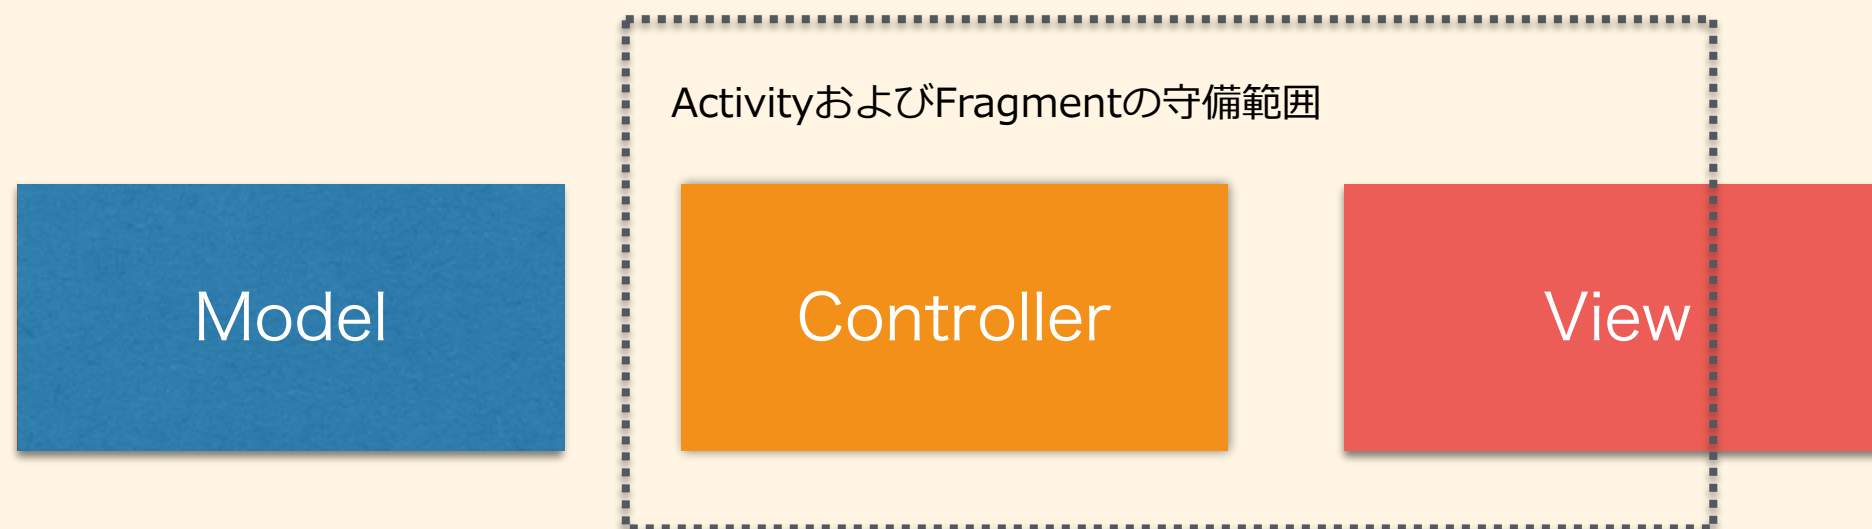 ActivityおよびFragmentの守備範囲
Model
Controller
View